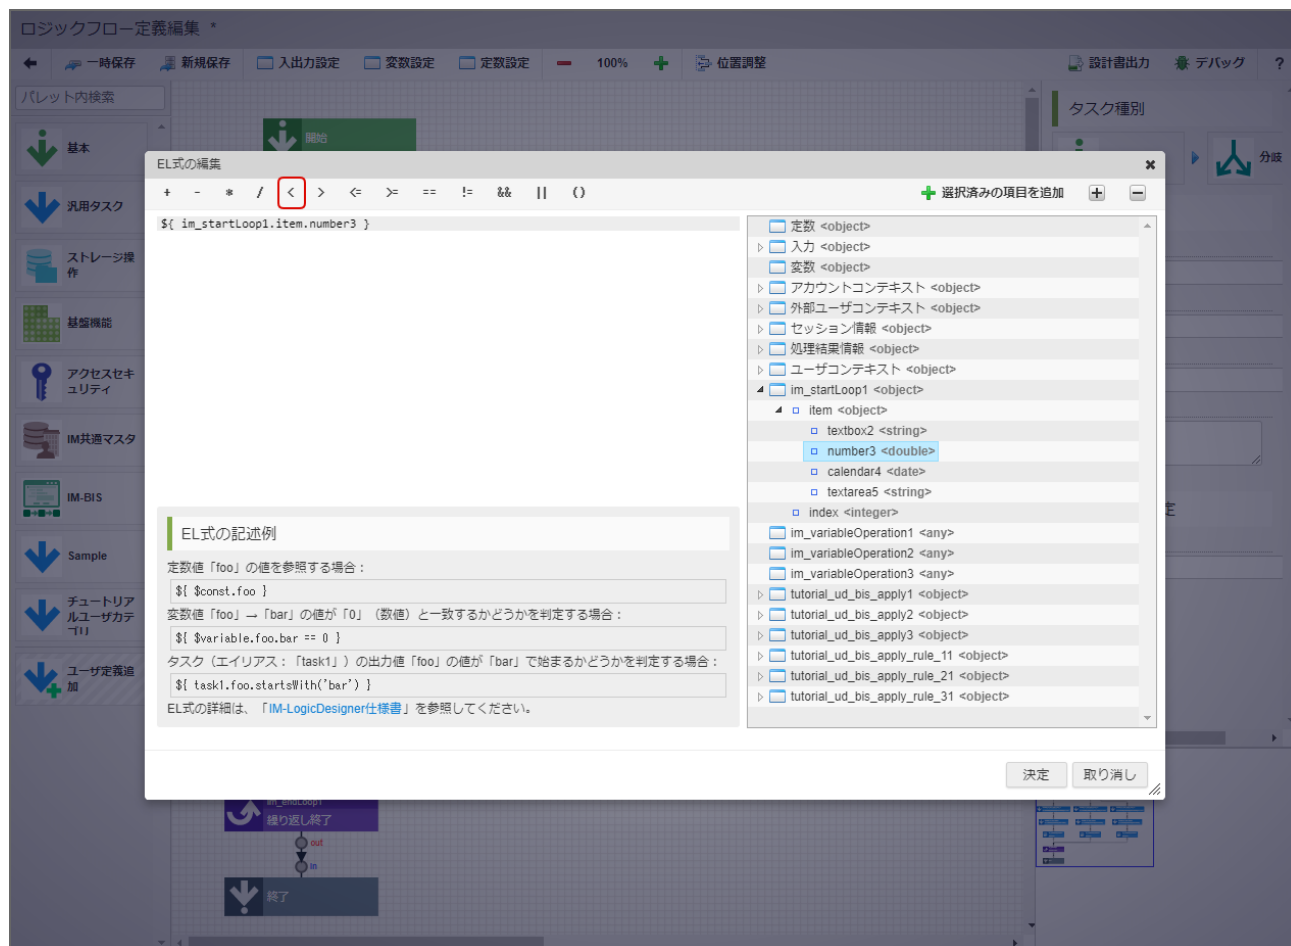 ロジックフロー定義編集 *
一時保存 新規保存 入出力設定 変数設定 定数設定 100% 位置調整 設計書出力 デバッグ ?
パレット内検索
基本
汎用タスク
ストレージ操
作
基盤機能
アクセスセキ
ュリティ
IM共通マスタ
IM-BIS
Sample
チュートリア
ルユーザカテ
ゴリ
ユーザ定義追
加
開始
タスク種別
分岐
EL式の編集
+ - * / < > <= >= == != && || ()
選択済みの項目を追加
${ im_startLoop1.item.number3 }
定数 <object>
入力 <object>
変数 <object>
アカウントコンテキスト <object>
外部ユーザコンテキスト <object>
セッション情報 <object>
処理結果情報 <object>
ユーザコンテキスト <object>
im_startLoop1 <object>
item <object>
textbox2 <string>
number3 <double>
calendar4 <date>
textarea5 <string>
index <integer>
im_variableOperation1 <any>
im_variableOperation2 <any>
im_variableOperation3 <any>
tutorial_ud_bis_apply1 <object>
tutorial_ud_bis_apply2 <object>
tutorial_ud_bis_apply3 <object>
tutorial_ud_bis_apply_rule_11 <object>
tutorial_ud_bis_apply_rule_21 <object>
tutorial_ud_bis_apply_rule_31 <object>
EL式の記述例
定数値「foo」の値を参照する場合：
${ $const.foo }
変数値「foo」→「bar」の値が「0」（数値）と一致するかどうかを判定する場合：
${ $variable.foo.bar == 0 }
タスク（エイリアス：「task1」）の出力値「foo」の値が「bar」で始まるかどうかを判定する場合：
${ task1.foo.startsWith('bar') }
EL式の詳細は、「IM-LogicDesigner仕様書」を参照してください。
決定 取り消し
定
im_endLoop1
繰り返し終了
out
in
終了